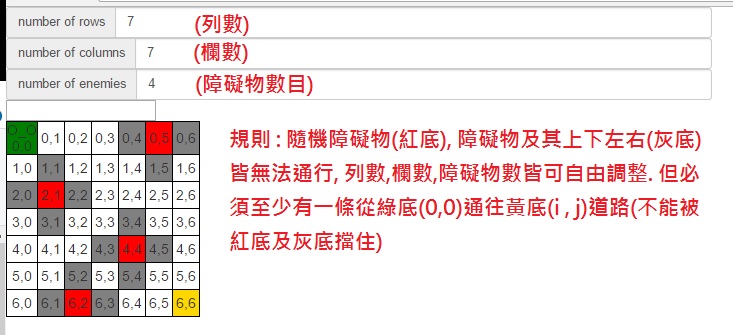 number of rows 7 (列數)
number of columns 7 (欄數)
number of enemies 4 (障礙物數目)
規則 : 隨機障礙物(紅底), 障礙物及其上下左右(灰底)
皆無法通行, 列數,欄數,障礙物數皆可自由調整. 但必
須至少有一條從綠底(0,0)通往黃底(i , j)道路(不能被
紅底及灰底擋住)
0,0 0,1 0,2 0,3 0,4 0,5 0,6
1,0 1,1 1,2 1,3 1,4 1,5 1,6
2,0 2,1 2,2 2,3 2,4 2,5 2,6
3,0 3,1 3,2 3,3 3,4 3,5 3,6
4,0 4,1 4,2 4,3 4,4 4,5 4,6
5,0 5,1 5,2 5,3 5,4 5,5 5,6
6,0 6,1 6,2 6,3 6,4 6,5 6,6